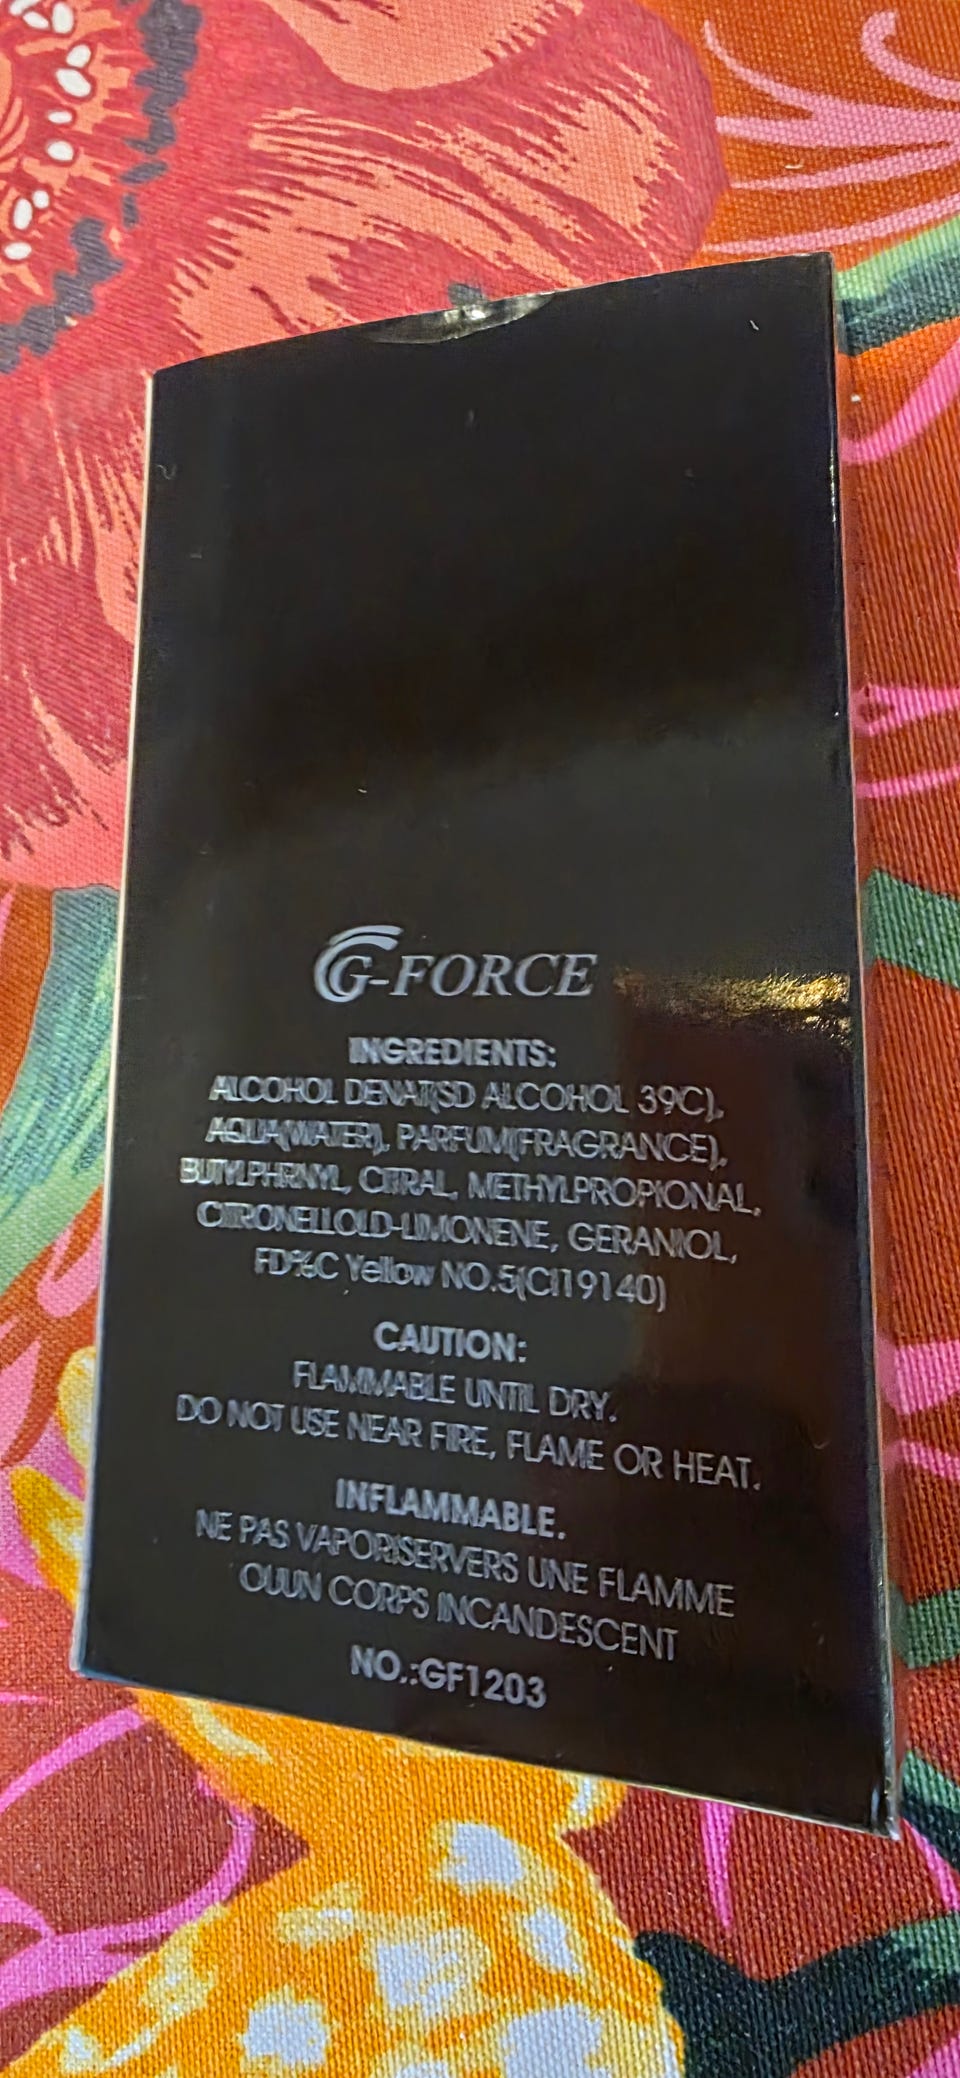 G-FORCE
INGREDIENTS:
ALCOHOL DENAT(SD ALCOHOL 39C),
AQUA(WATER), PARFUM(FRAGRANCE),
BUTYLPHRNYL, CITRAL, METHYLPROPIONAL,
CITRONELLOLD-LIMONENE, GERANIOL,
FD%C Yellow NO.5(CI19140)
CAUTION:
FLAMMABLE UNTIL DRY.
DO NOT USE NEAR FIRE, FLAME OR HEAT.
INFLAMMABLE.
NE PAS VAPORISERVERS UNE FLAMME
OUUN CORPS INCANDESCENT
NO.:GF1203